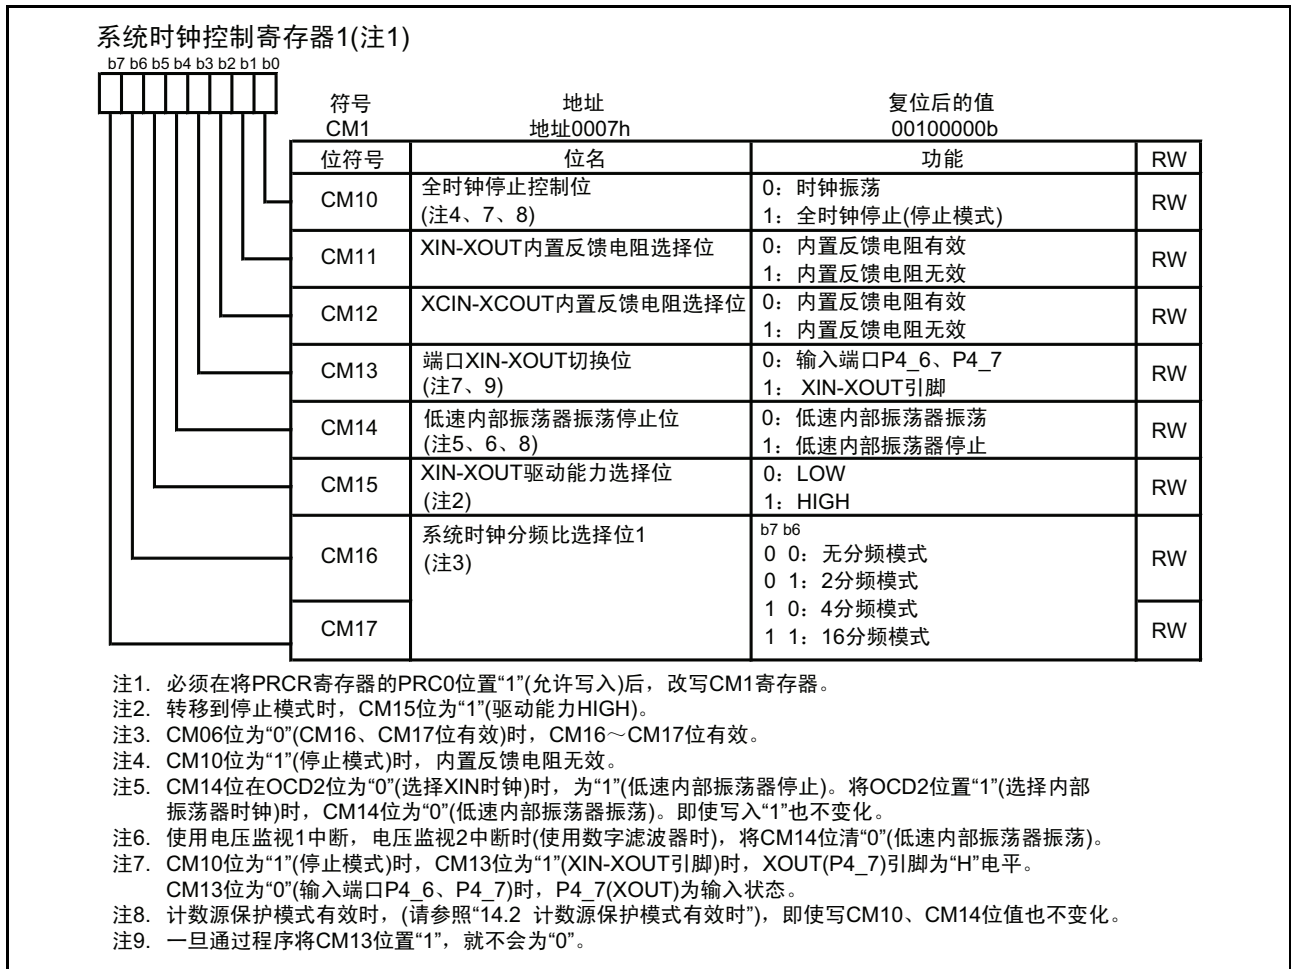 系统时钟控制寄存器1(注1)
b7 b6 b5 b4 b3 b2 b1 b0
符号 地址 复位后的值
CM1 地址0007h 00100000b
位符号 位名 功能 RW
CM10 全时钟停止控制位 0：时钟振荡 RW
(注4、7、8) 1：全时钟停止(停止模式)
CM11 XIN-XOUT内置反馈电阻选择位 0：内置反馈电阻有效 RW
1：内置反馈电阻无效
CM12 XCIN-XCOUT内置反馈电阻选择位 0：内置反馈电阻有效 RW
1：内置反馈电阻无效
CM13 端口XIN-XOUT切换位 0：输入端口P4_6、P4_7 RW
(注7、9) 1： XIN-XOUT引脚
CM14 低速内部振荡器振荡停止位 0：低速内部振荡器振荡 RW
(注5、6、8) 1：低速内部振荡器停止
CM15 XIN-XOUT驱动能力选择位 0：LOW RW
(注2) 1：HIGH
CM16 系统时钟分频比选择位1 b7 b6 RW
(注3) 0 0：无分频模式
0 1：2分频模式
1 0：4分频模式
CM17 1 1：16分频模式 RW
注1. 必须在将PRCR寄存器的PRC0位置“1”(允许写入)后，改写CM1寄存器。
注2. 转移到停止模式时，CM15位为“1”(驱动能力HIGH)。
注3. CM06位为“0”(CM16、CM17位有效)时，CM16～CM17位有效。
注4. CM10位为“1”(停止模式)时，内置反馈电阻无效。
注5. CM14位在OCD2位为“0”(选择XIN时钟)时，为“1”(低速内部振荡器停止)。将OCD2位置“1”(选择内部
振荡器时钟)时，CM14位为“0”(低速内部振荡器振荡)。即使写入“1”也不变化。
注6. 使用电压监视1中断，电压监视2中断时(使用数字滤波器时)，将CM14位清“0”(低速内部振荡器振荡)。
注7. CM10位为“1”(停止模式)时，CM13位为“1”(XIN-XOUT引脚)时，XOUT(P4_7)引脚为“H”电平。
CM13位为“0”(输入端口P4_6、P4_7)时，P4_7(XOUT)为输入状态。
注8. 计数源保护模式有效时，(请参照“14.2 计数源保护模式有效时”)，即使写CM10、CM14位值也不变化。
注9. 一旦通过程序将CM13位置“1”，就不会为“0”。